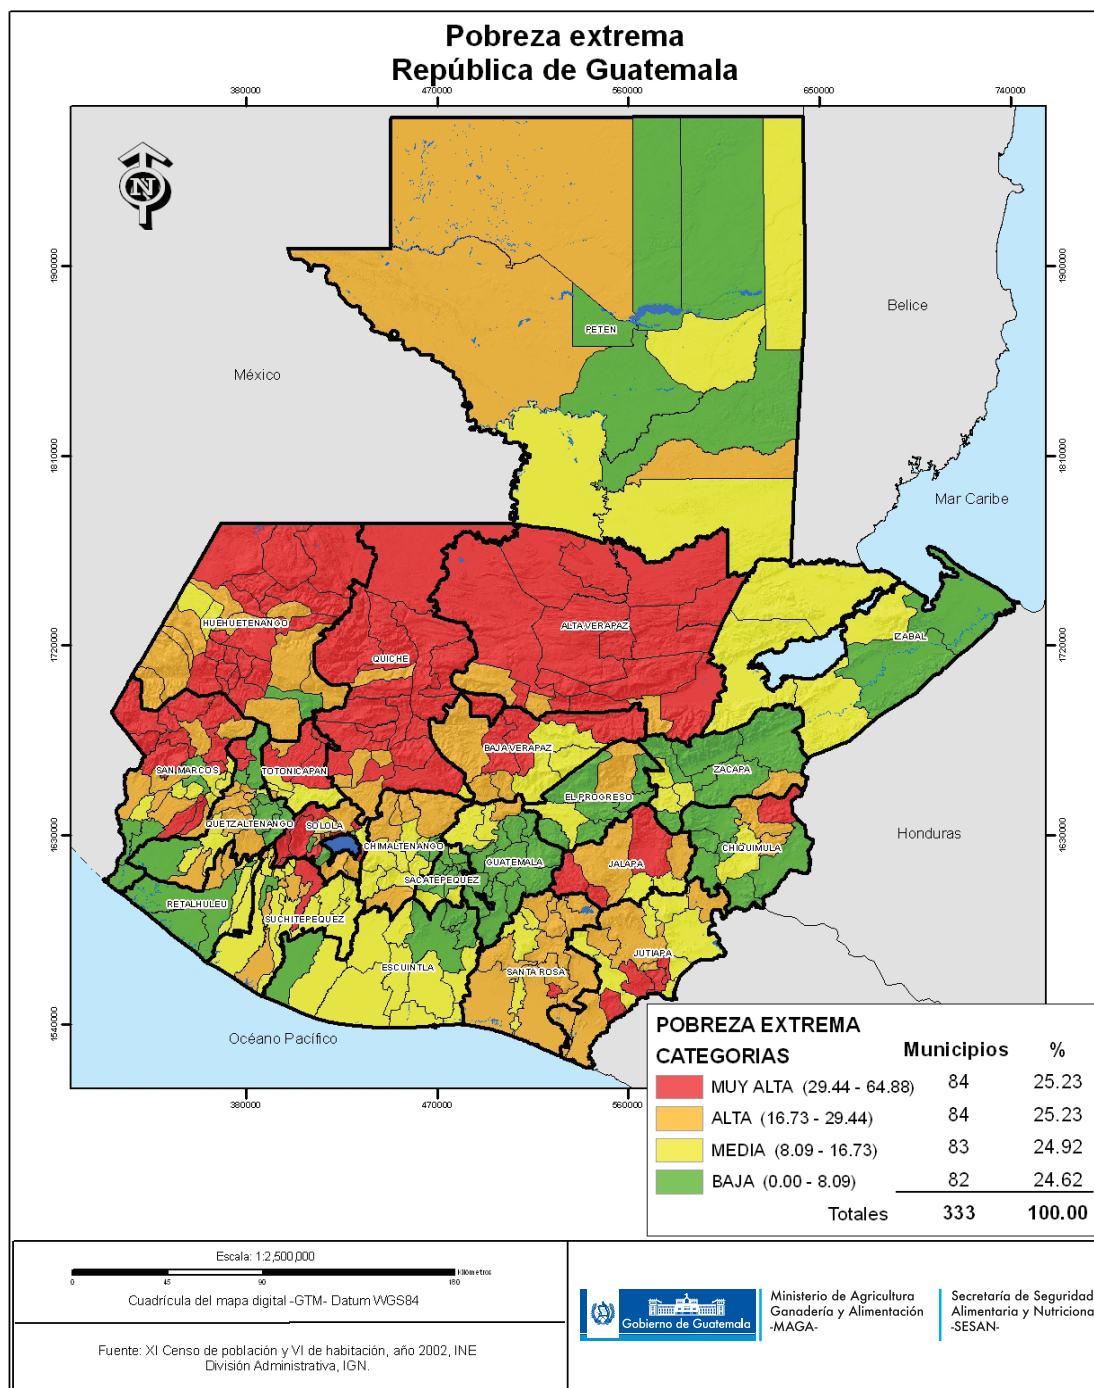 Pobreza extrema
República de Guatemala
380000
470000
560000
650000
740000
N
1900000
1900000
Belice
PETEN
México
1810000
1810000
Mar Caribe
HUEHUETENANGO
ALTA VERAPAZ
IZABAL
1720000
1720000
QUICHE
BAJA VERAPAZ
SAN MARCOS
TOTONICAPAN
ZACAPA
EL PROGRESO
QUETZALTENANGO
SOLOLA
1630000
1630000
Honduras
CHIMALTENANGO
CHIQUIMULA
GUATEMALA
JALAPA
SACATEPEQUEZ
RETALHULEU
SUCHITEPEQUEZ
JUTIAPA
ESCUINTLA
SANTA ROSA
1540000
Océano Pacífico
380000
470000
560000
POBREZA EXTREMA
CATEGORIAS Municipios %
MUY ALTA (29.44 - 64.88) 84 25.23
ALTA (16.73 - 29.44) 84 25.23
MEDIA (8.09 - 16.73) 83 24.92
BAJA (0.00 - 8.09) 82 24.62
Totales 333 100.00
Escala: 1:2,500,000
Kilómetros
0 45 90 180
Cuadrícula del mapa digital -GTM- Datum WGS84
Fuente: XI Censo de población y VI de habitación, año 2002, INE
División Administrativa, IGN.
Gobierno de Guatemala
Ministerio de Agricultura
Ganadería y Alimentación
-MAGA-
Secretaría de Seguridad
Alimentaria y Nutriciona
-SESAN-